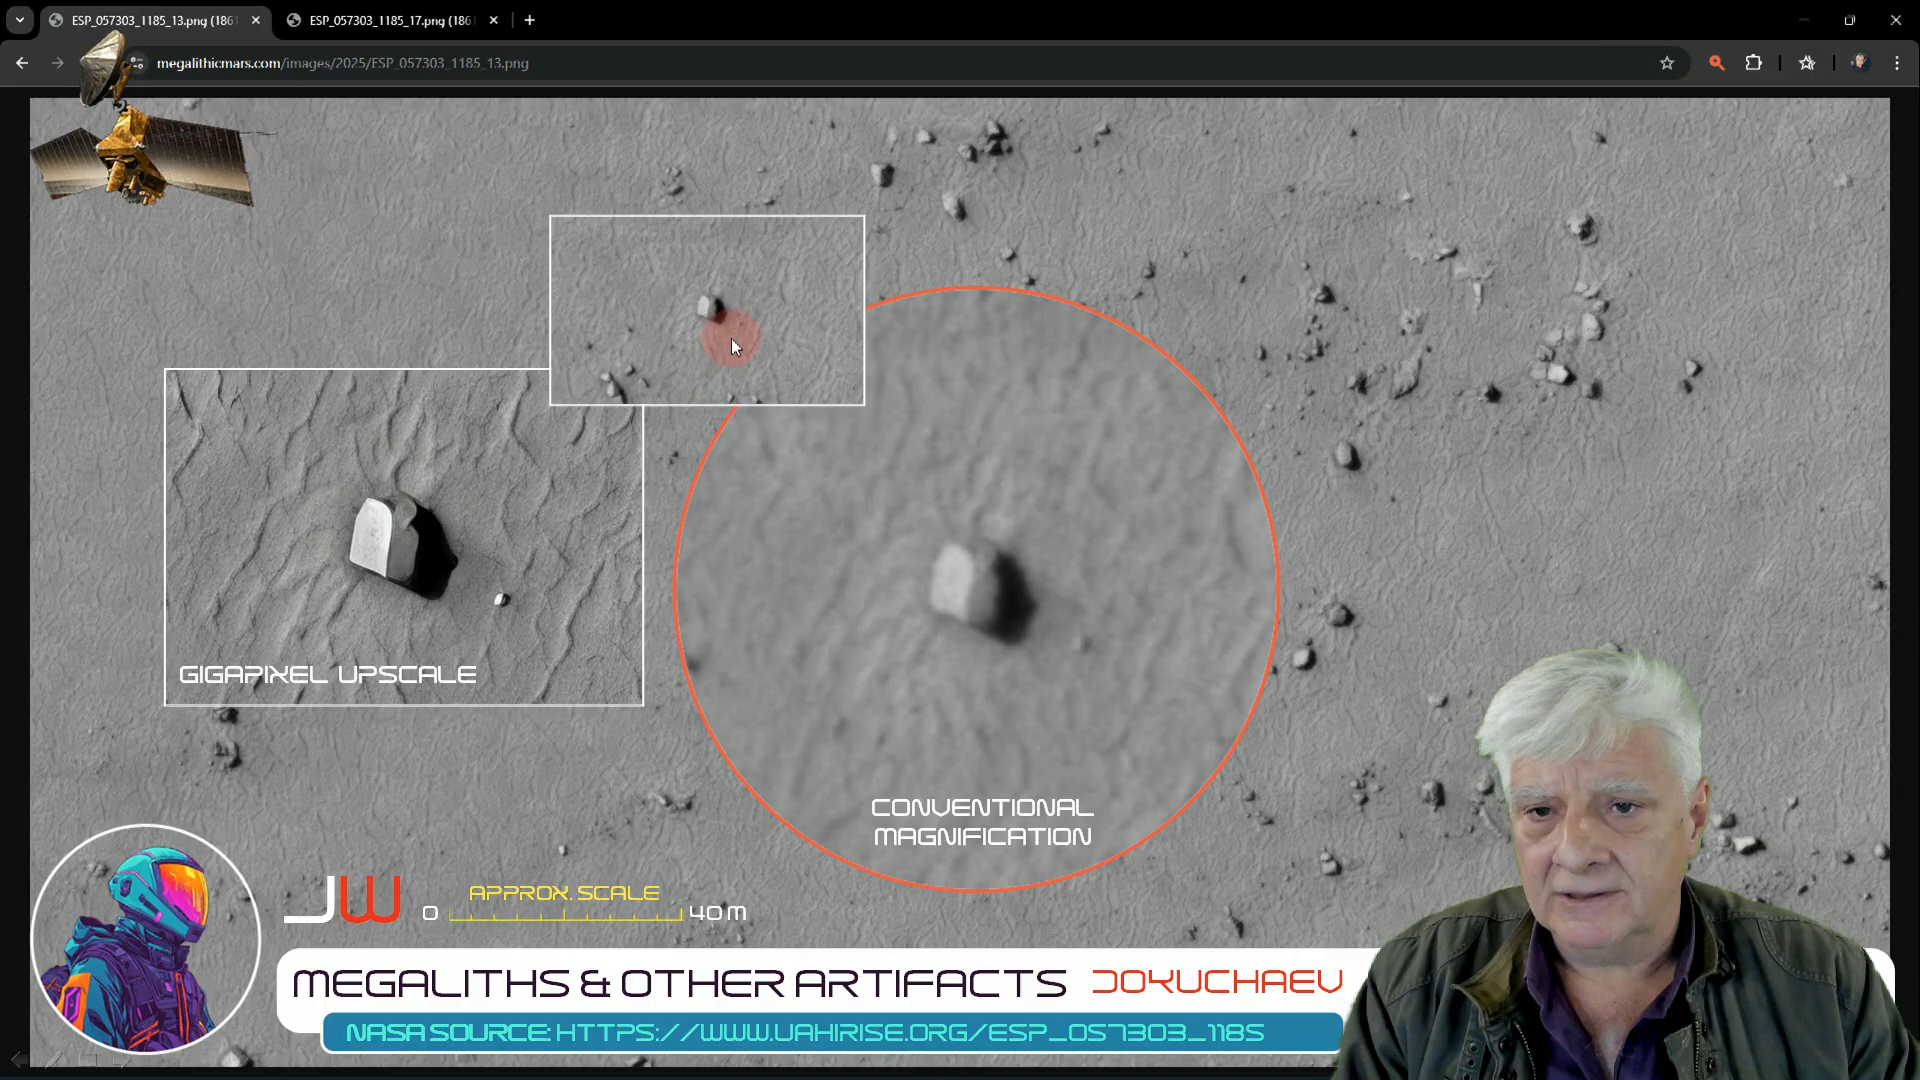 ESP_057303_1185_13.png (186
ESP_057303_1185_17.png (186
megalithicmars.com/images/2025/ESP_057303_1185_13.png
GIGAPIXEL UPSCALE
CONVENTIONAL
MAGNIFICATION
JW
APPROX. SCALE
0 40 M
MEGALITHS & OTHER ARTIFACTS DOKUCHAEV
NASA SOURCE: HTTPS://WWW.UAHIRISE.ORG/ESP_057303_1185